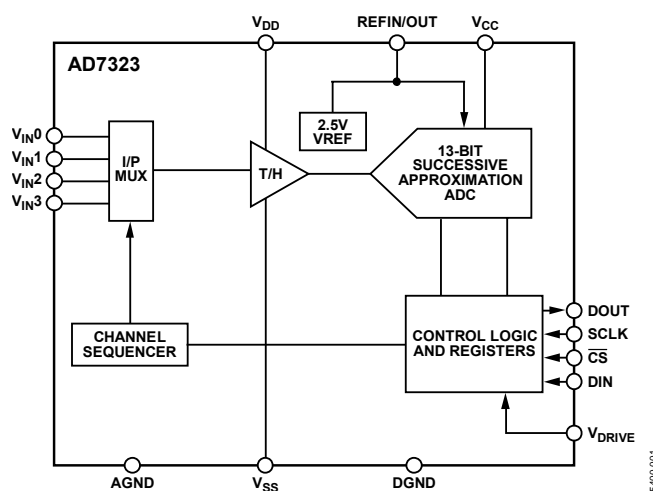 VDD
REFIN/OUT
VCC
AD7323
VIN0
VIN1
VIN2
VIN3
I/P
MUX
T/H
2.5V
VREF
13-BIT
SUCCESSIVE
APPROXIMATION
ADC
CHANNEL
SEQUENCER
CONTROL LOGIC
AND REGISTERS
DOUT
SCLK
CS
DIN
VDRIVE
AGND
VSS
DGND